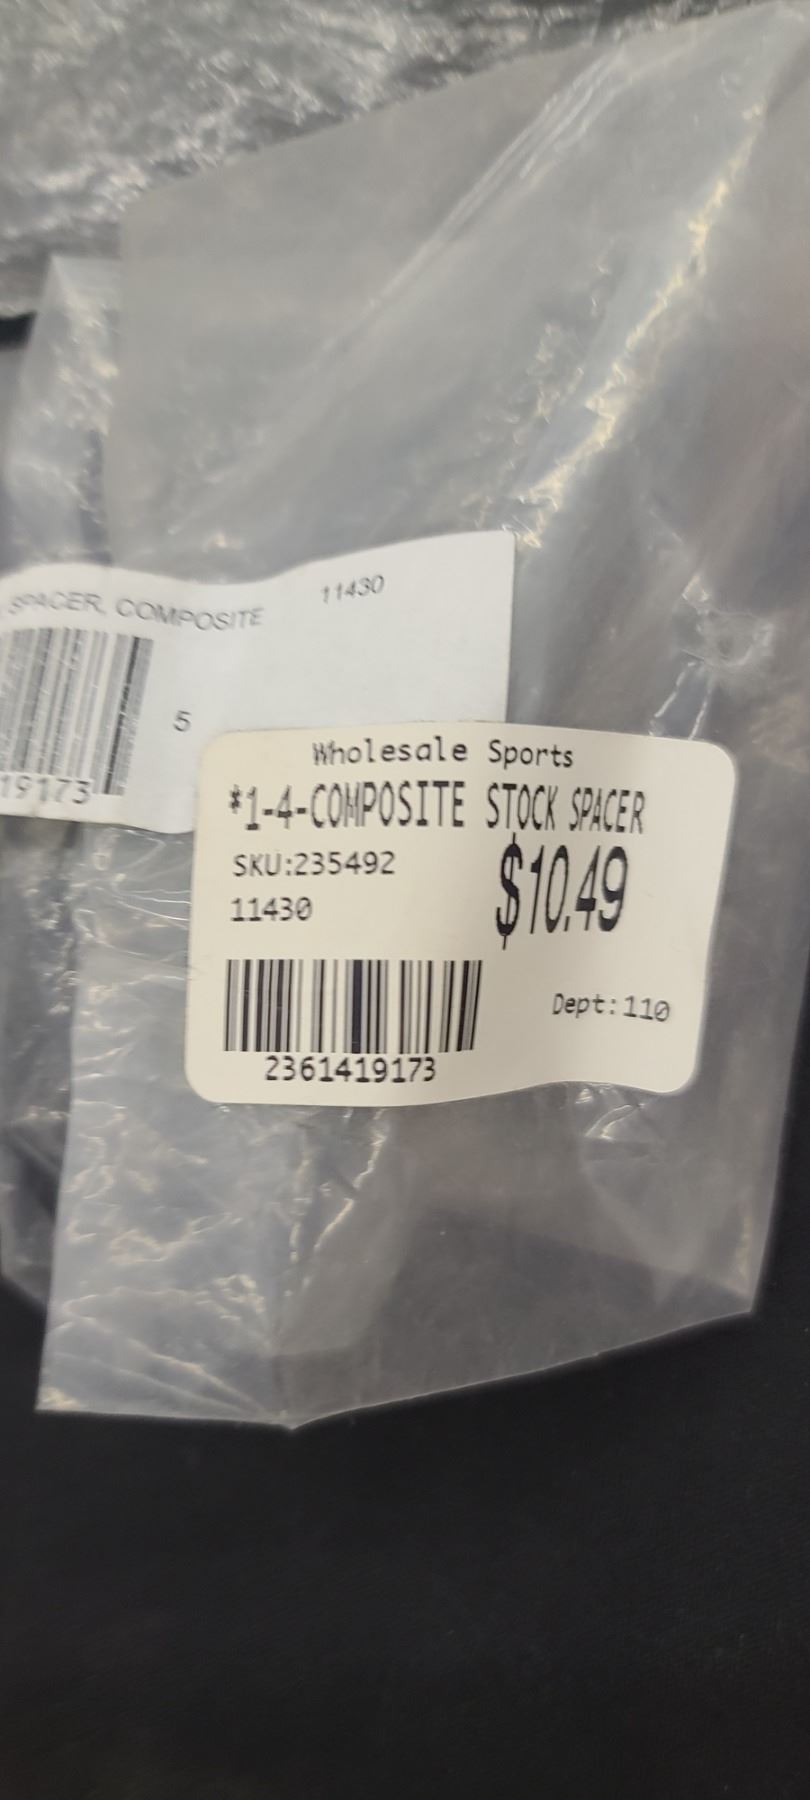 SPACER, COMPOSITE 11430
5
19173
Wholesale Sports
*1-4-COMPOSITE STOCK SPACER
SKU:235492 $10.49
11430
Dept:110
2361419173